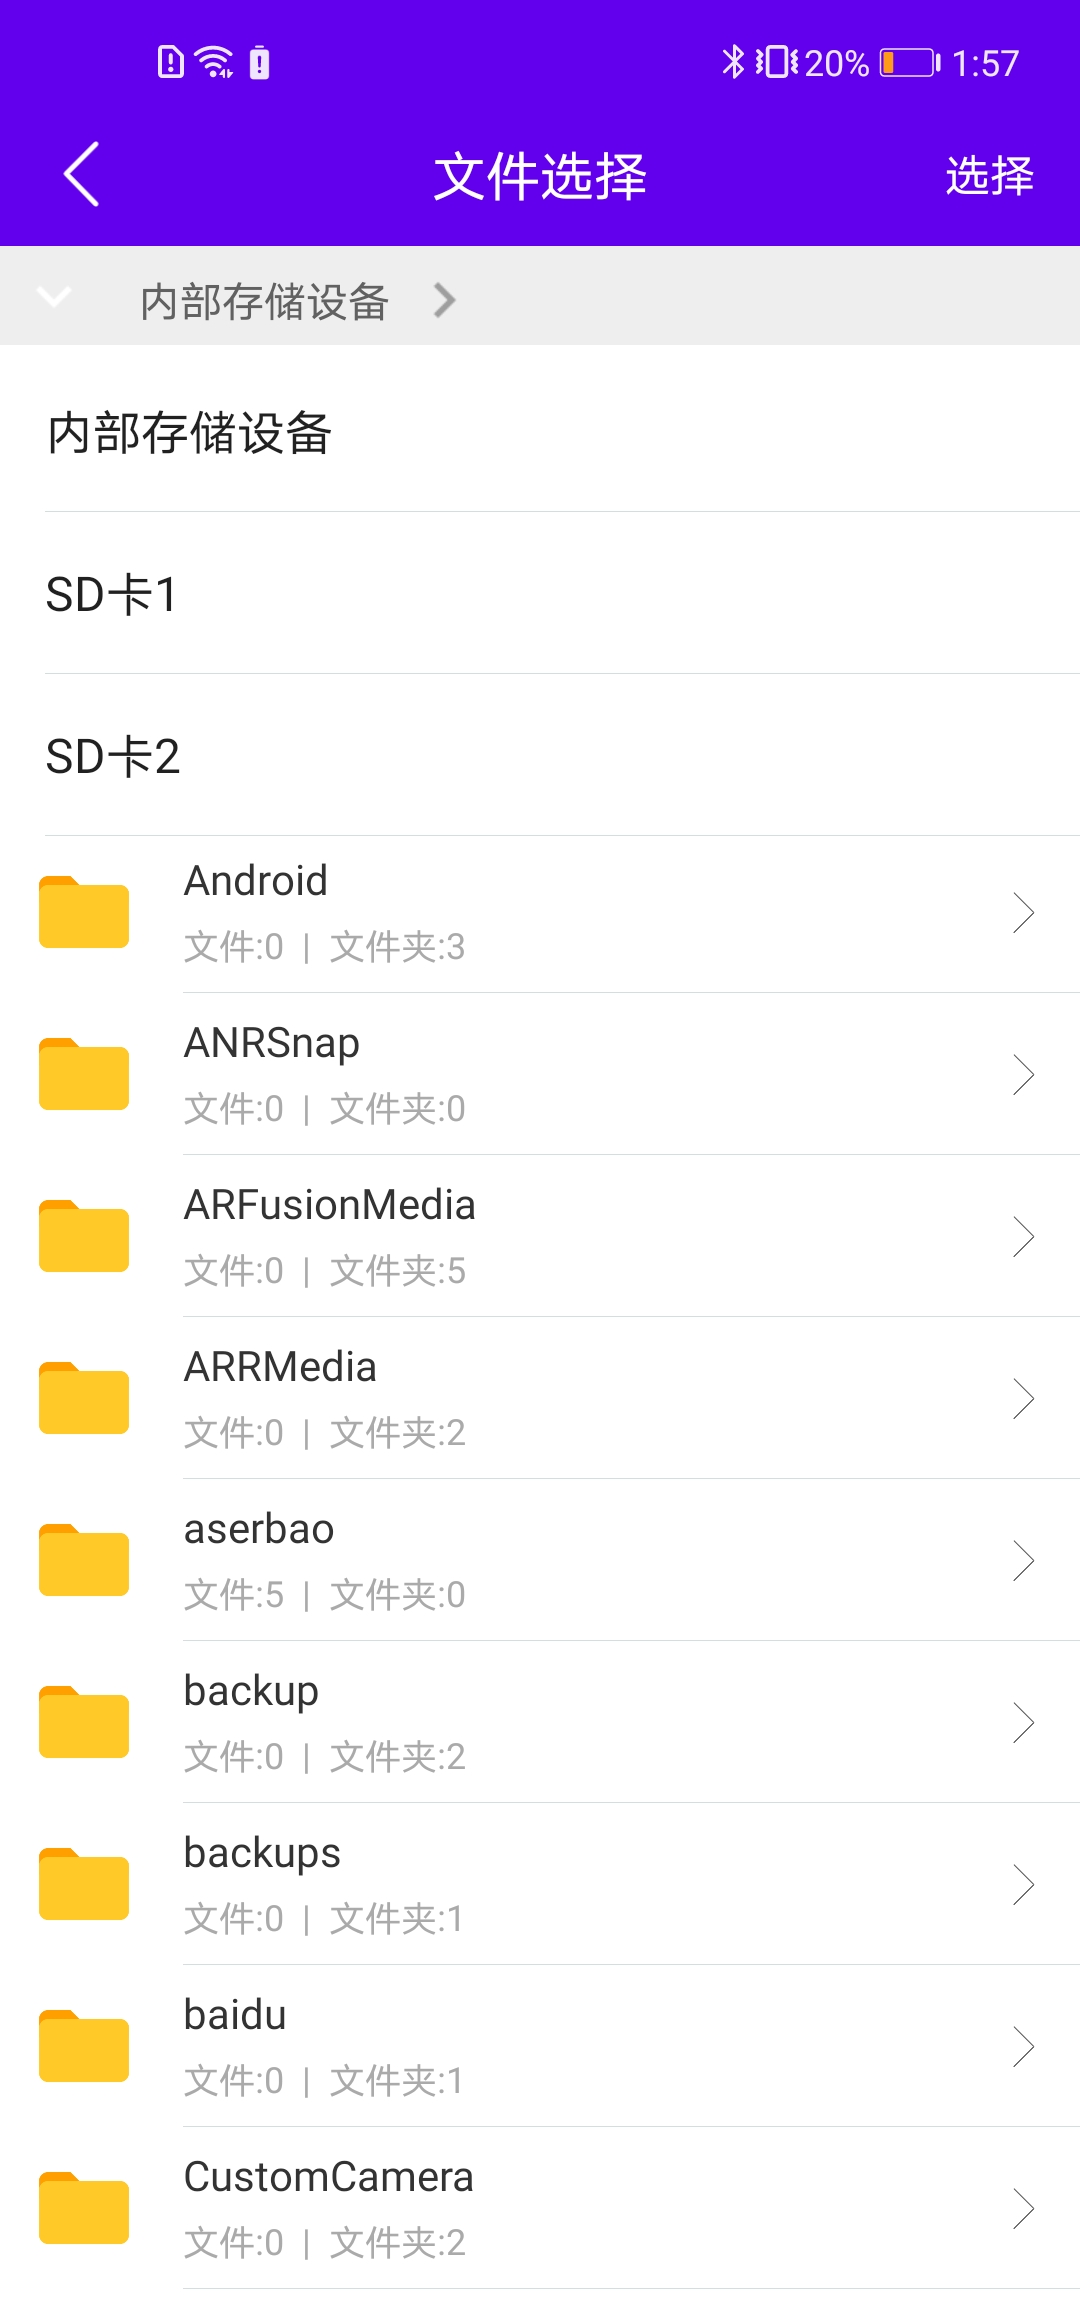 20% 1:57
文件选择 选择
内部存储设备
内部存储设备
SD卡1
SD卡2
Android
文件:0 | 文件夹:3
ANRSnap
文件:0 | 文件夹:0
ARFusionMedia
文件:0 | 文件夹:5
ARRMedia
文件:0 | 文件夹:2
aserbao
文件:5 | 文件夹:0
backup
文件:0 | 文件夹:2
backups
文件:0 | 文件夹:1
baidu
文件:0 | 文件夹:1
CustomCamera
文件:0 | 文件夹:2